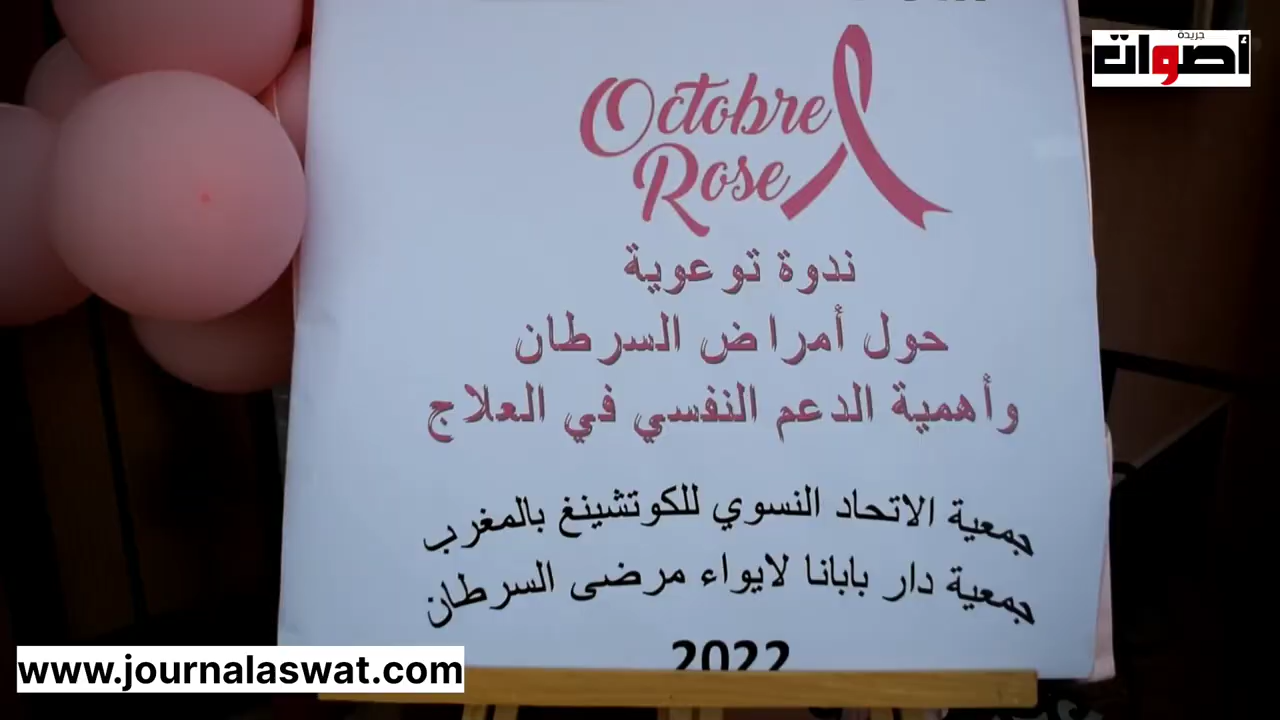 جريدة
أصوات
Octobre
Rose
ندوة توعوية
حول أمراض السرطان
وأهمية الدعم النفسي في العلاج
جمعية الاتحاد النسوي للكوتشينغ بالمغرب
جمعية دار بابانا لايواء مرضى السرطان
2022
www.journalaswat.com